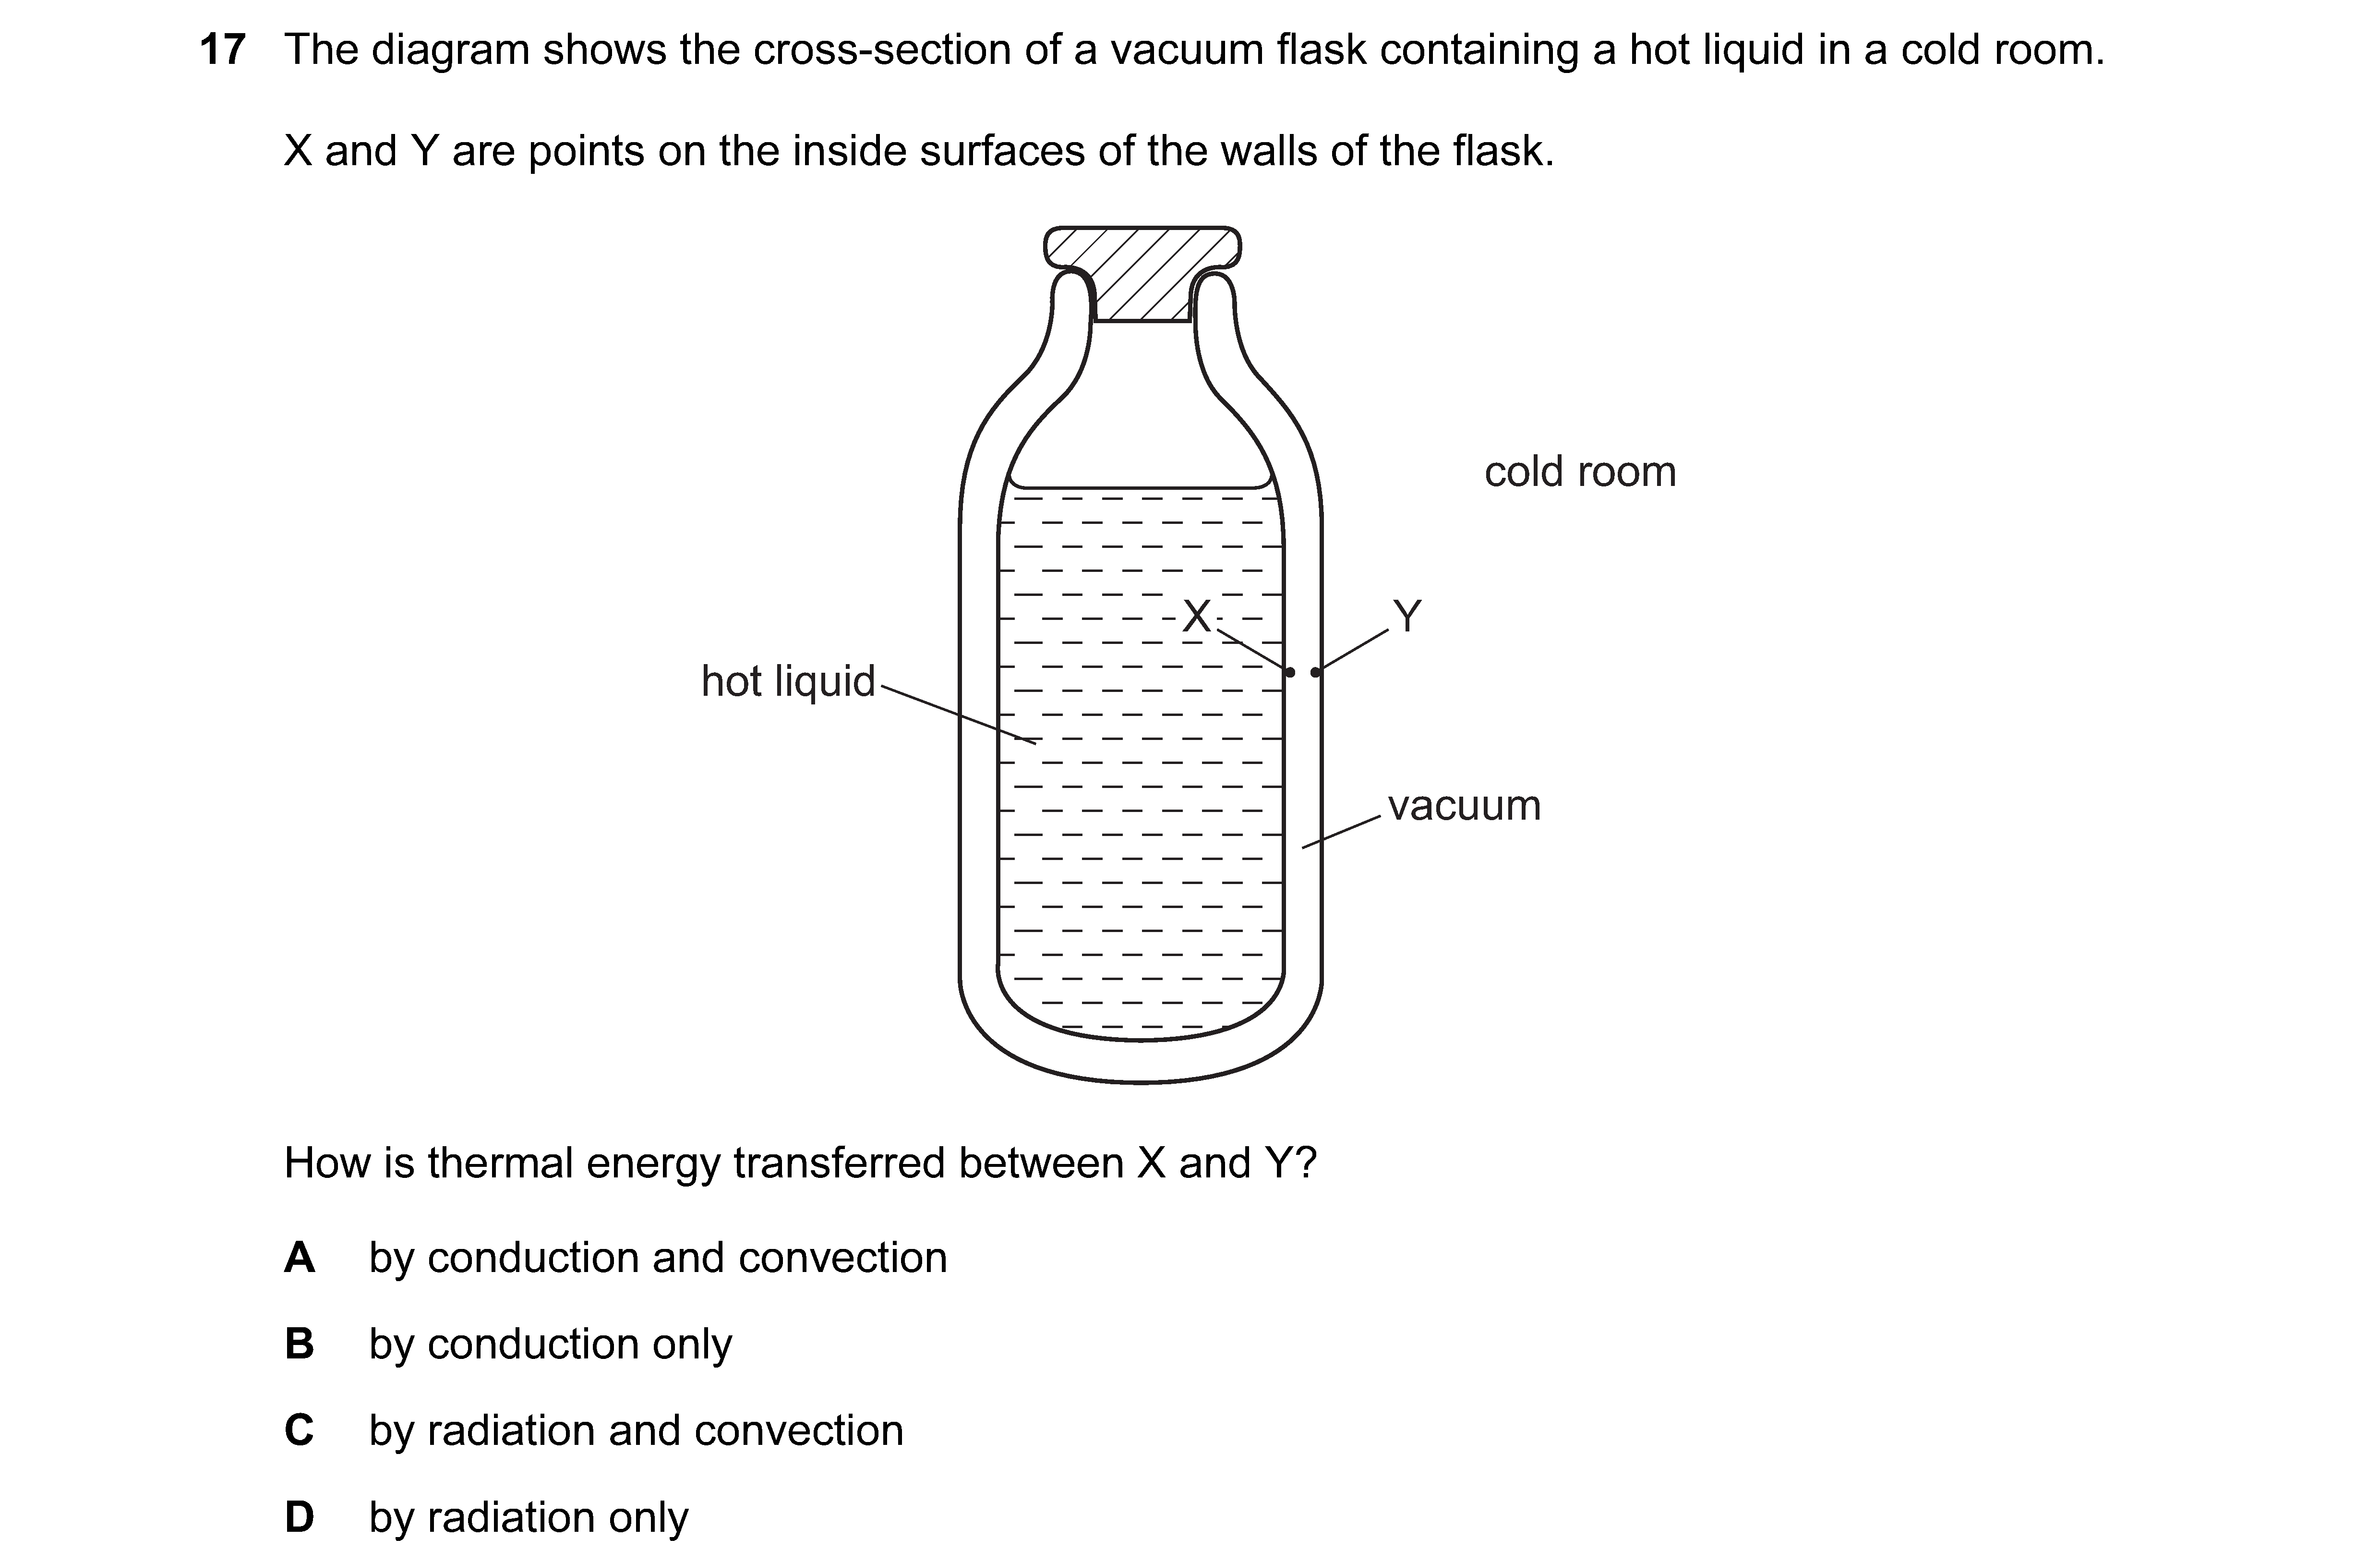 17 The diagram shows the cross-section of a vacuum flask containing a hot liquid in a cold room.
X and Y are points on the inside surfaces of the walls of the flask.
cold room
X
Y
hot liquid
vacuum
How is thermal energy transferred between X and Y?
A by conduction and convection
B by conduction only
C by radiation and convection
D by radiation only